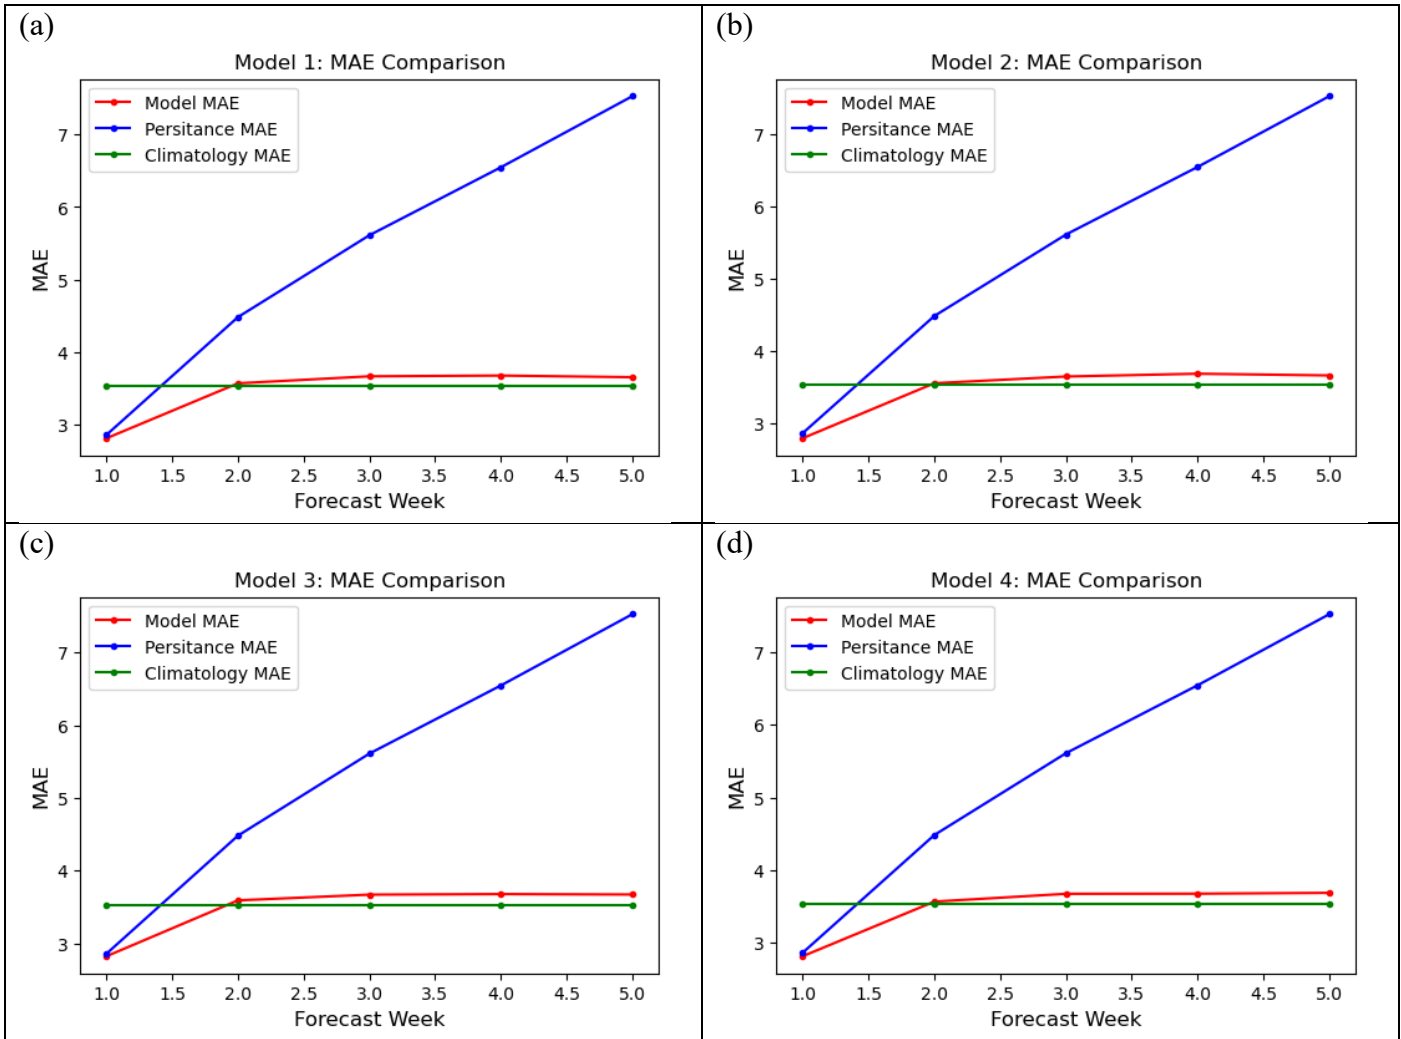 (a)
Model 1: MAE Comparison
Model MAE
Persitance MAE
Climatology MAE
7
6
5
4
3
MAE
1.0 1.5 2.0 2.5 3.0 3.5 4.0 4.5 5.0
Forecast Week
(b)
Model 2: MAE Comparison
Model MAE
Persitance MAE
Climatology MAE
7
6
5
4
3
MAE
1.0 1.5 2.0 2.5 3.0 3.5 4.0 4.5 5.0
Forecast Week
(c)
Model 3: MAE Comparison
Model MAE
Persitance MAE
Climatology MAE
7
6
5
4
3
MAE
1.0 1.5 2.0 2.5 3.0 3.5 4.0 4.5 5.0
Forecast Week
(d)
Model 4: MAE Comparison
Model MAE
Persitance MAE
Climatology MAE
7
6
5
4
3
MAE
1.0 1.5 2.0 2.5 3.0 3.5 4.0 4.5 5.0
Forecast Week